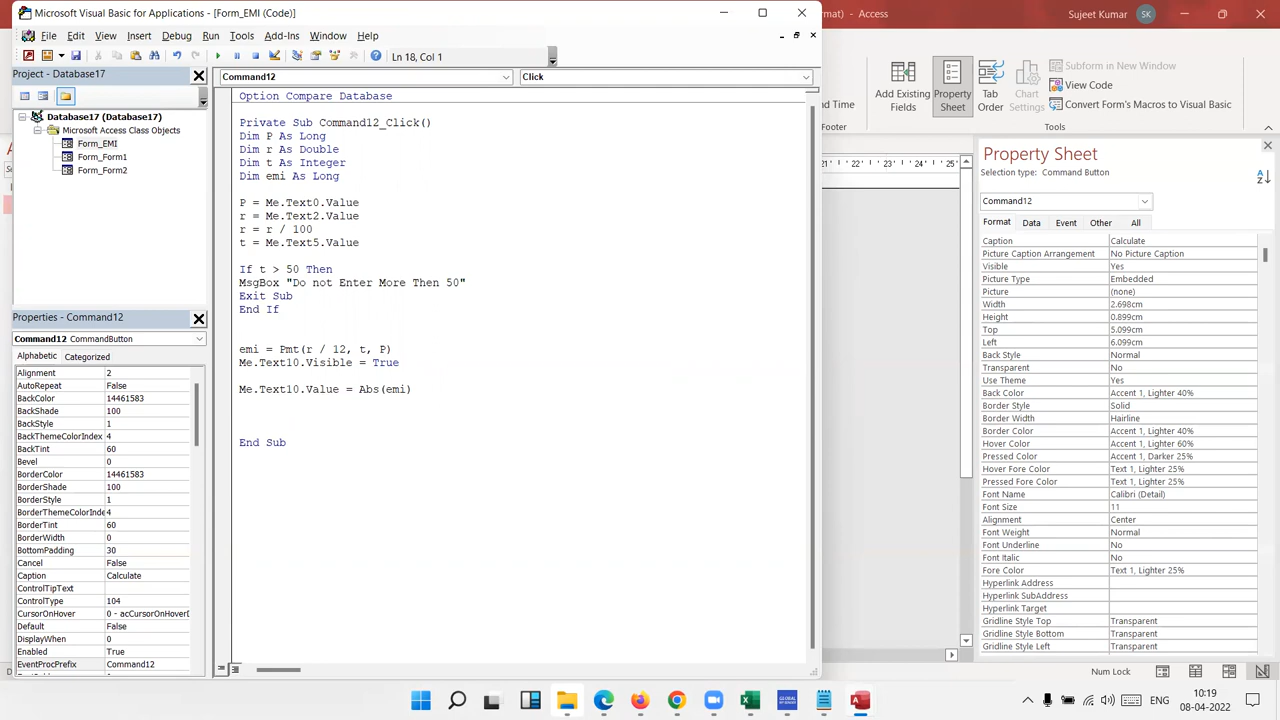 Microsoft Visual Basic for Applications - [Form_EMI (Code)]
mat) - Access
Sujeet Kumar
SK
File Edit View Insert Debug Run Tools Add-Ins Window Help
Ln 18, Col 1
Project - Database17
Database17 (Database17)
Microsoft Access Class Objects
Form_EMI
Form_Form1
Form_Form2
Properties - Command12
Command12 CommandButton
Alphabetic Categorized
Alignment 2
AutoRepeat False
BackColor 14461583
BackShade 100
BackStyle 1
BackThemeColorIndex 4
BackTint 60
Bevel 0
BorderColor 14461583
BorderShade 100
BorderStyle 1
BorderThemeColorInde 4
BorderTint 60
BorderWidth 0
BottomPadding 30
Cancel False
Caption Calculate
ControlTipText
ControlType 104
CursorOnHover 0 - acCursorOnHoverD
Default False
DisplayWhen 0
Enabled True
EventProcPrefix Command12
Command12
Click
Option Compare Database
Private Sub Command12_Click()
Dim P As Long
Dim r As Double
Dim t As Integer
Dim emi As Long
P = Me.Text0.Value
r = Me.Text2.Value
r = r / 100
t = Me.Text5.Value
If t > 50 Then
MsgBox "Do not Enter More Then 50"
Exit Sub
End If
emi = Pmt(r / 12, t, P)
Me.Text10.Visible = True
Me.Text10.Value = Abs(emi)
End Sub
nd Time
oter
Add Existing Fields
Property Sheet
Tab Order
Chart Settings
Subform in New Window
View Code
Convert Form's Macros to Visual Basic
Tools
21 22 23 24 25
Property Sheet
Selection type: Command Button
Command12
Format Data Event Other All
Caption Calculate
Picture Caption Arrangement No Picture Caption
Visible Yes
Picture Type Embedded
Picture (none)
Width 2.698cm
Height 0.899cm
Top 5.099cm
Left 6.099cm
Back Style Normal
Transparent No
Use Theme Yes
Back Color Accent 1, Lighter 40%
Border Style Solid
Border Width Hairline
Border Color Accent 1, Lighter 40%
Hover Color Accent 1, Lighter 60%
Pressed Color Accent 1, Darker 25%
Hover Fore Color Text 1, Lighter 25%
Pressed Fore Color Text 1, Lighter 25%
Font Name Calibri (Detail)
Font Size 11
Alignment Center
Font Weight Normal
Font Underline No
Font Italic No
Fore Color Text 1, Lighter 25%
Hyperlink Address
Hyperlink SubAddress
Hyperlink Target
Gridline Style Top Transparent
Gridline Style Bottom Transparent
Gridline Style Left Transparent
Num Lock
ENG
10:19
08-04-2022